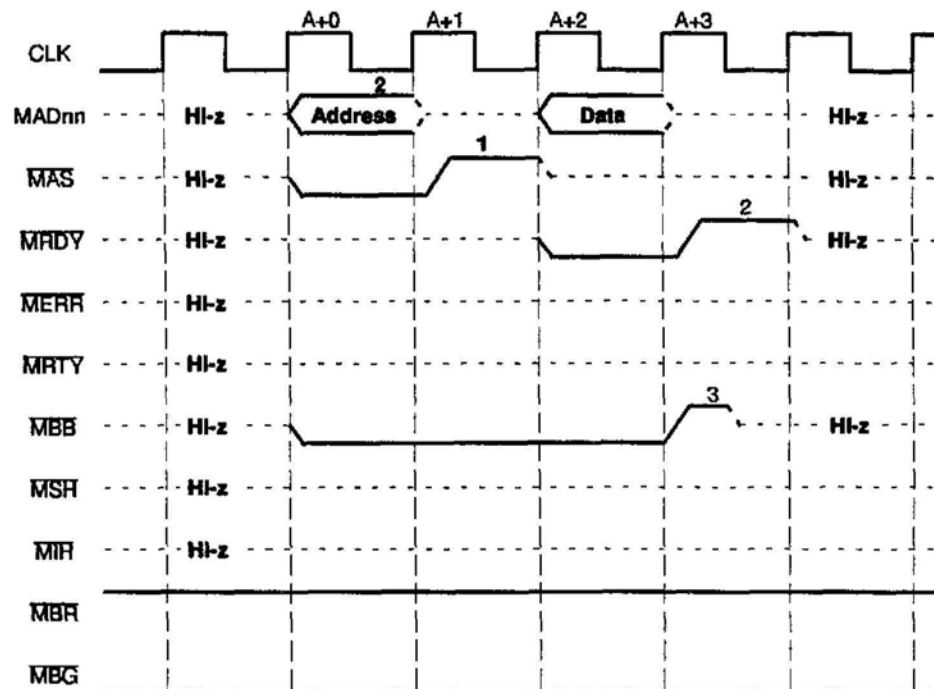 A+0 A+1 A+2 A+3
CLK
2
MADnn Hi-z Address Data Hi-z
1
MAS Hi-z Hi-z
2
MRDY Hi-z Hi-z
MERR Hi-z
MRTY Hi-z
3
MBB Hi-z Hi-z
MSH Hi-z
MIH Hi-z
MBR
MBG